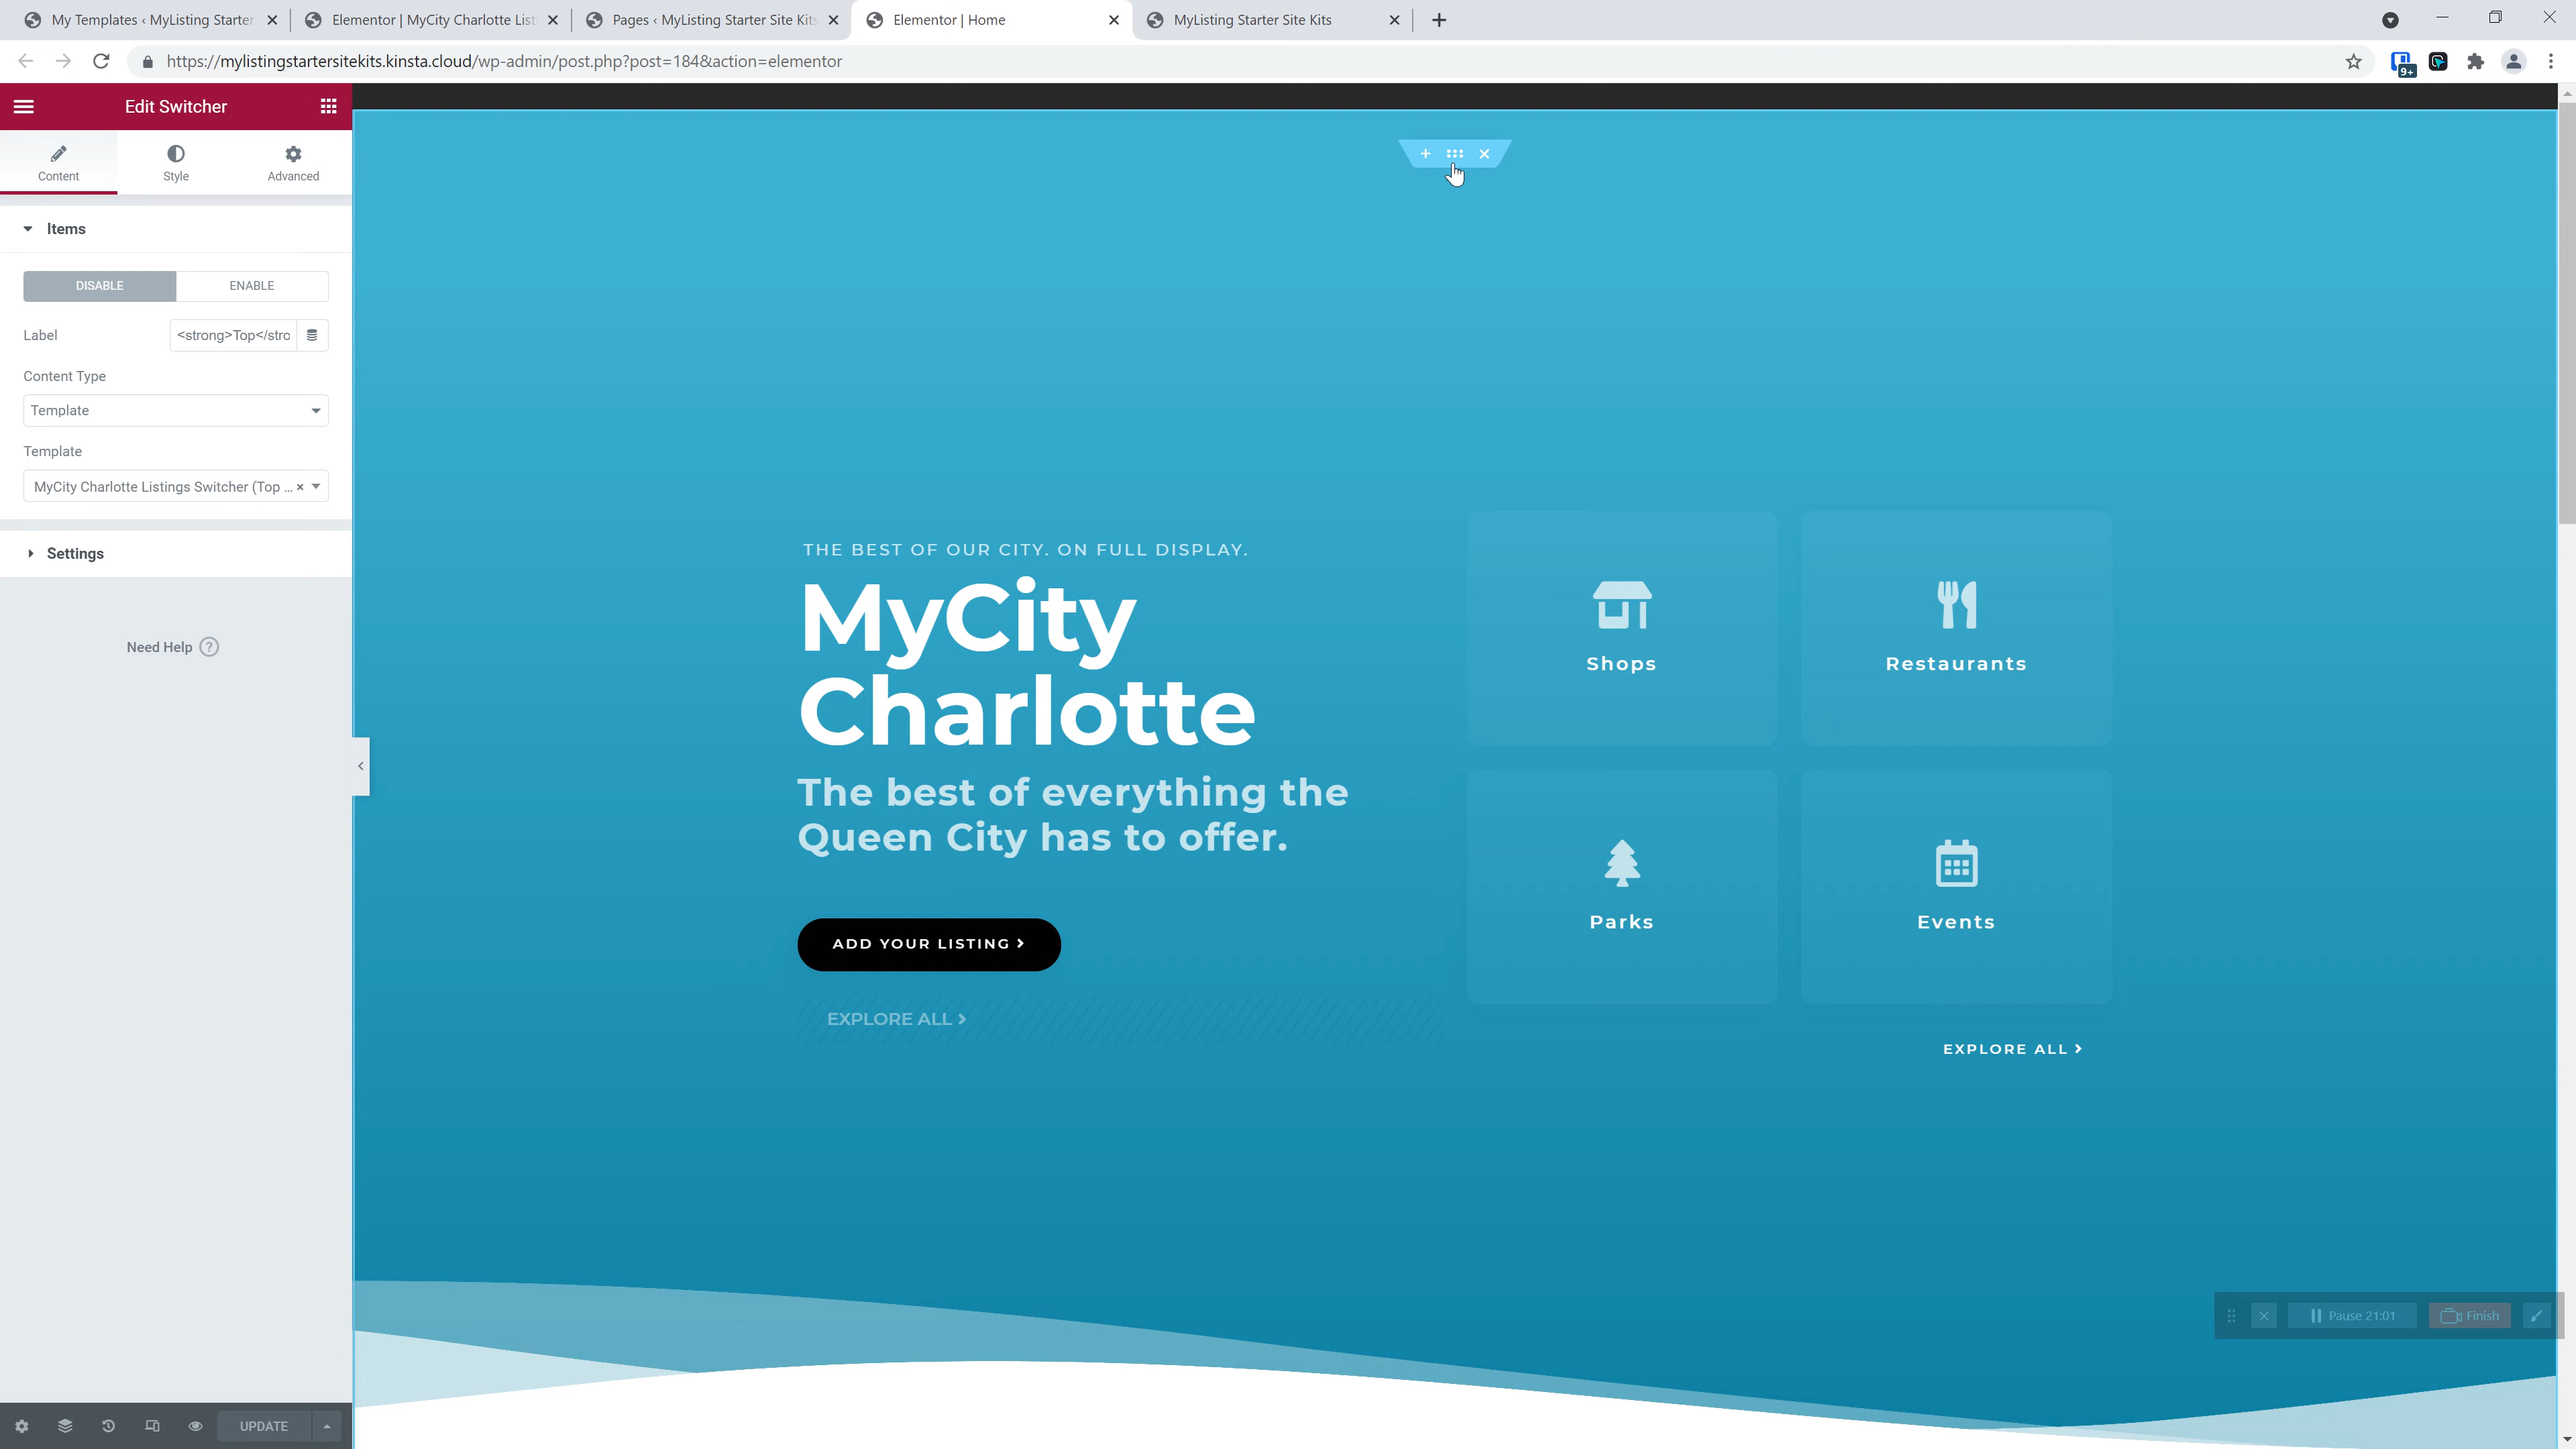 My Templates ‹ MyListing Starter
Elementor | MyCity Charlotte List
Pages ‹ MyListing Starter Site Kits
Elementor | Home
MyListing Starter Site Kits
https://mylistingstartersitekits.kinsta.cloud/wp-admin/post.php?post=184&action=elementor
9+
Edit Switcher
Content
Style
Advanced
Items
DISABLE
ENABLE
Label
<strong>Top</stro
Content Type
Template
Template
MyCity Charlotte Listings Switcher (Top ...
Settings
Need Help ?
UPDATE
THE BEST OF OUR CITY. ON FULL DISPLAY.
MyCity
Charlotte
The best of everything the
Queen City has to offer.
ADD YOUR LISTING
EXPLORE ALL
Shops
Restaurants
Parks
Events
EXPLORE ALL
Pause 21:01
Finish